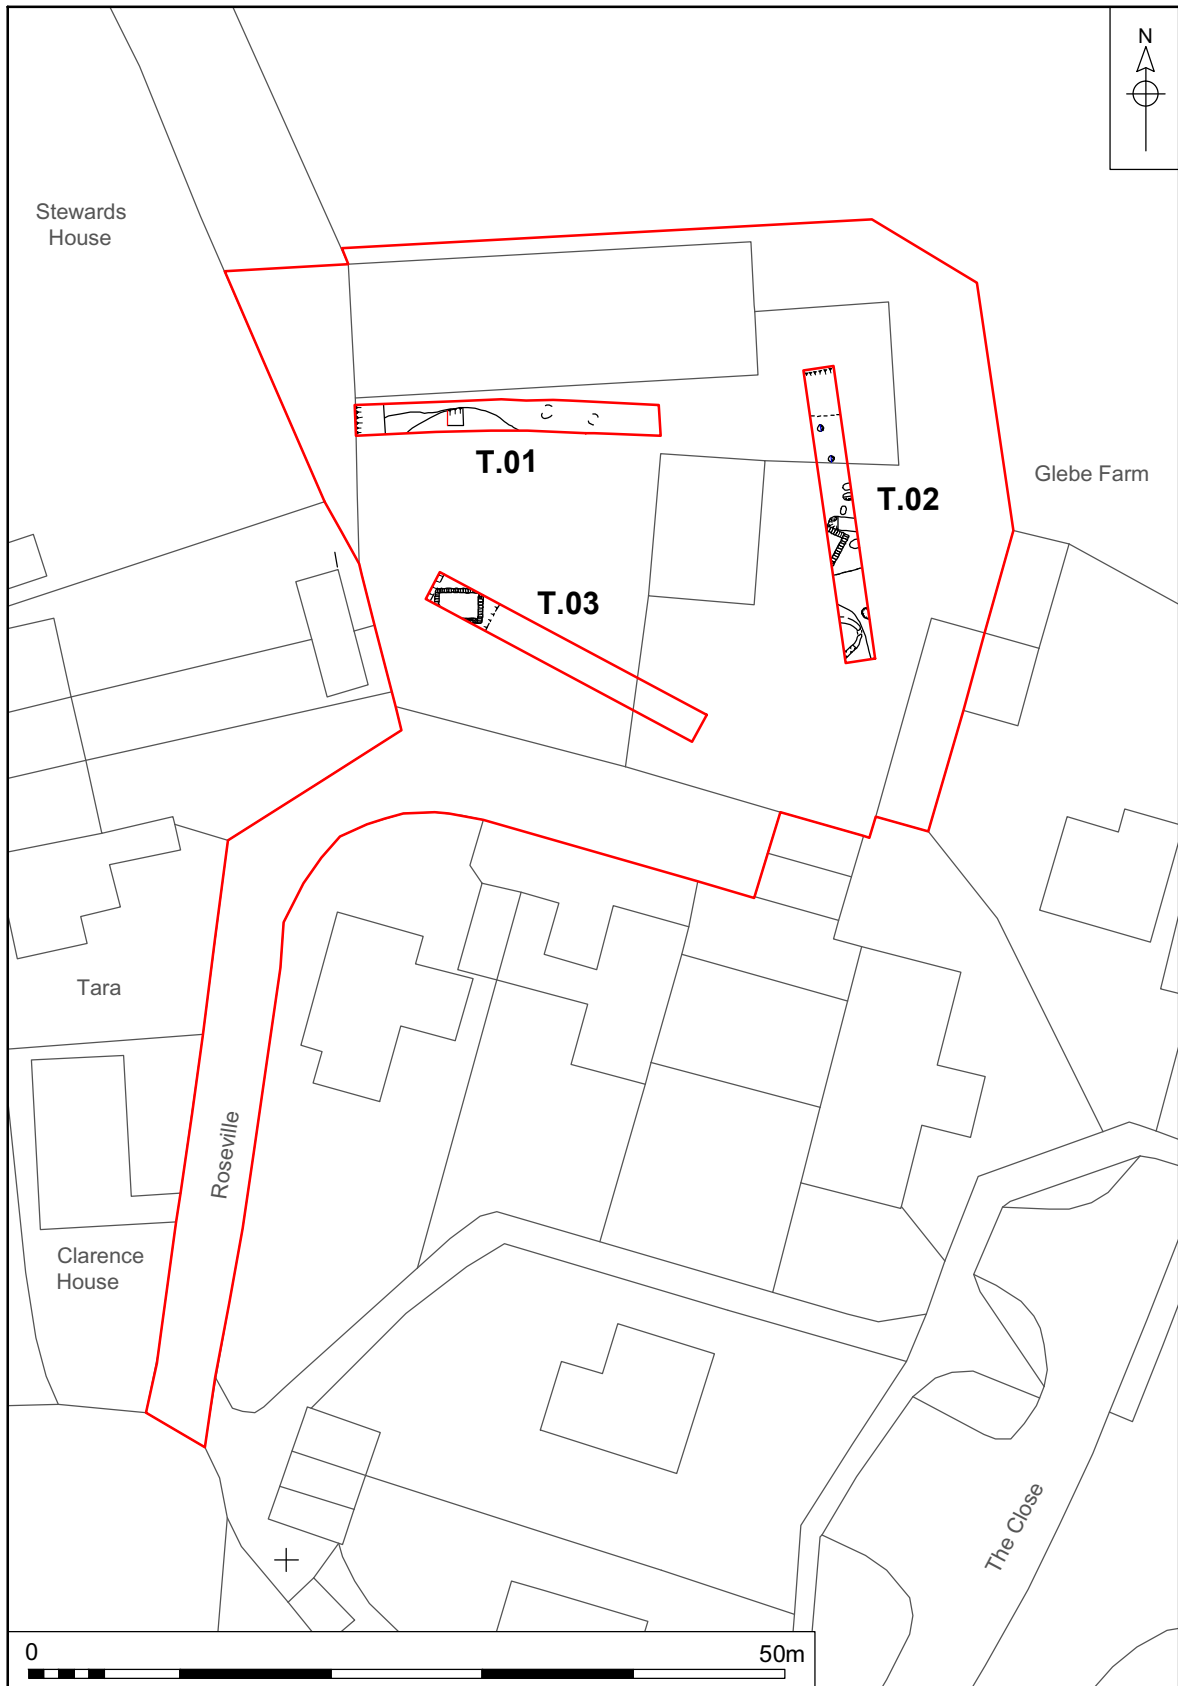 N
Stewards
House
T.01
T.02
Glebe Farm
T.03
Tara
Roseville
Clarence
House
The Close
0
50m